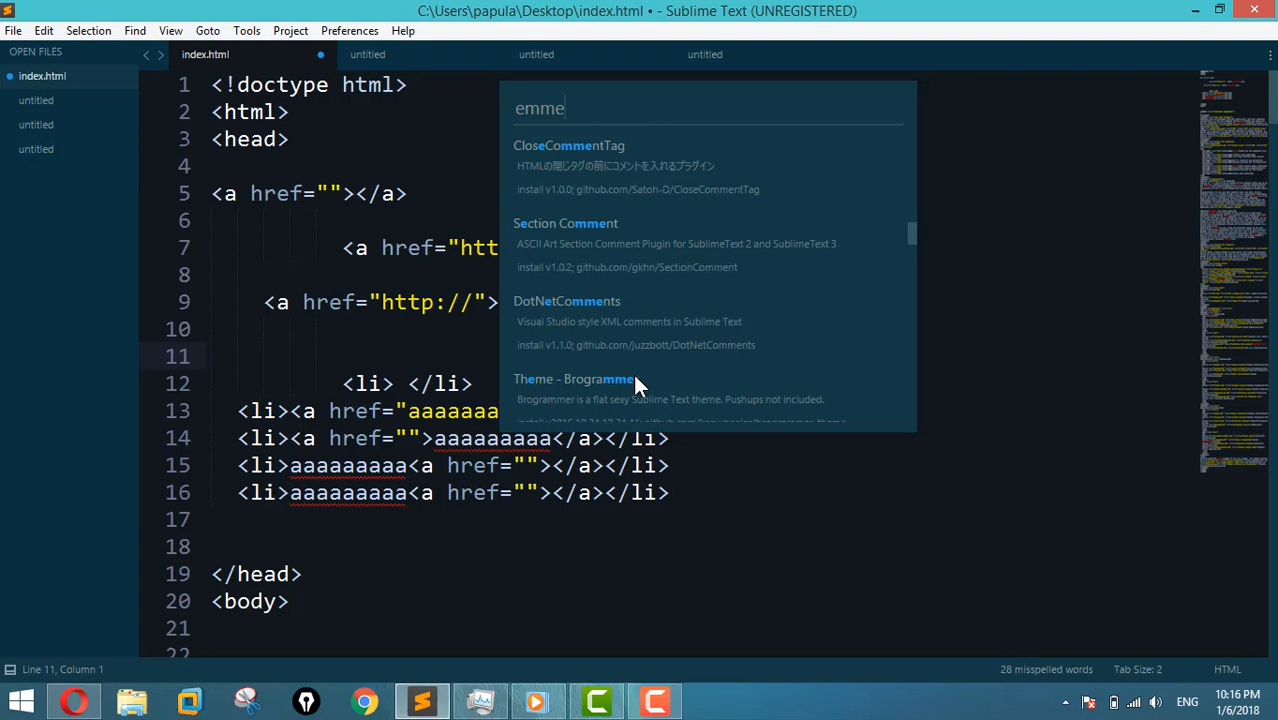 C:\Users\papula\Desktop\index.html • - Sublime Text (UNREGISTERED)
File Edit Selection Find View Goto Tools Project Preferences Help
OPEN FILES
index.html
untitled
untitled
untitled
index.html untitled untitled untitled
emme
CloseCommentTag
HTMLの閉じタグの前にコメントを入れるプラグイン
install v1.0.0; github.com/Satoh-D/CloseCommentTag
Section Comment
ASCII Art Section Comment Plugin for SublimeText 2 and SublimeText 3
install v1.0.2; github.com/gkhn/SectionComment
DotNetComments
Visual Studio style XML comments in Sublime Text
install v1.1.0; github.com/juzzbott/DotNetComments
Theme - Brogrammer
Brogrammer is a flat sexy Sublime Text theme. Pushups not included.
1 <!doctype html>
2 <html>
3 <head>
4
5 <a href=""></a>
6
7 <a href="htt
8
9 <a href="http://">
10
11
12 <li> </li>
13 <li><a href="aaaaaaa
14 <li><a href="">aaaaaaaaa</a></li>
15 <li>aaaaaaaaa<a href=""></a></li>
16 <li>aaaaaaaaa<a href=""></a></li>
17
18
19 </head>
20 <body>
21
22
Line 11, Column 1 28 misspelled words Tab Size: 2 HTML
ENG
10:16 PM
1/6/2018